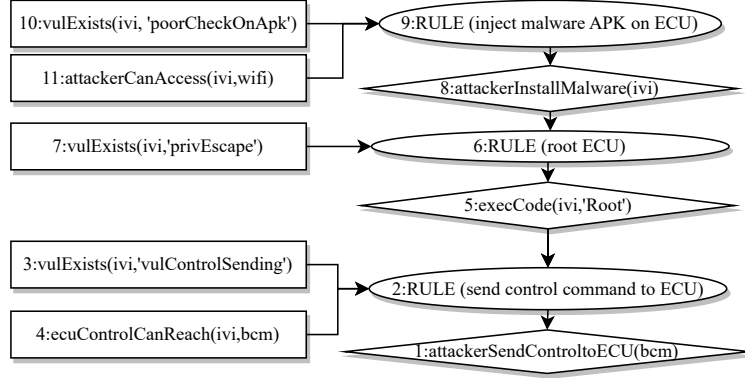 10:vulExists(ivi, 'poorCheckOnApk')
9:RULE (inject malware APK on ECU)
11:attackerCanAccess(ivi,wifi)
8:attackerInstallMalware(ivi)
7:vulExists(ivi,'privEscape')
6:RULE (root ECU)
5:execCode(ivi,'Root')
3:vulExists(ivi,'vulControlSending')
2:RULE (send control command to ECU)
4:ecuControlCanReach(ivi,bcm)
1:attackerSendControltoECU(bcm)